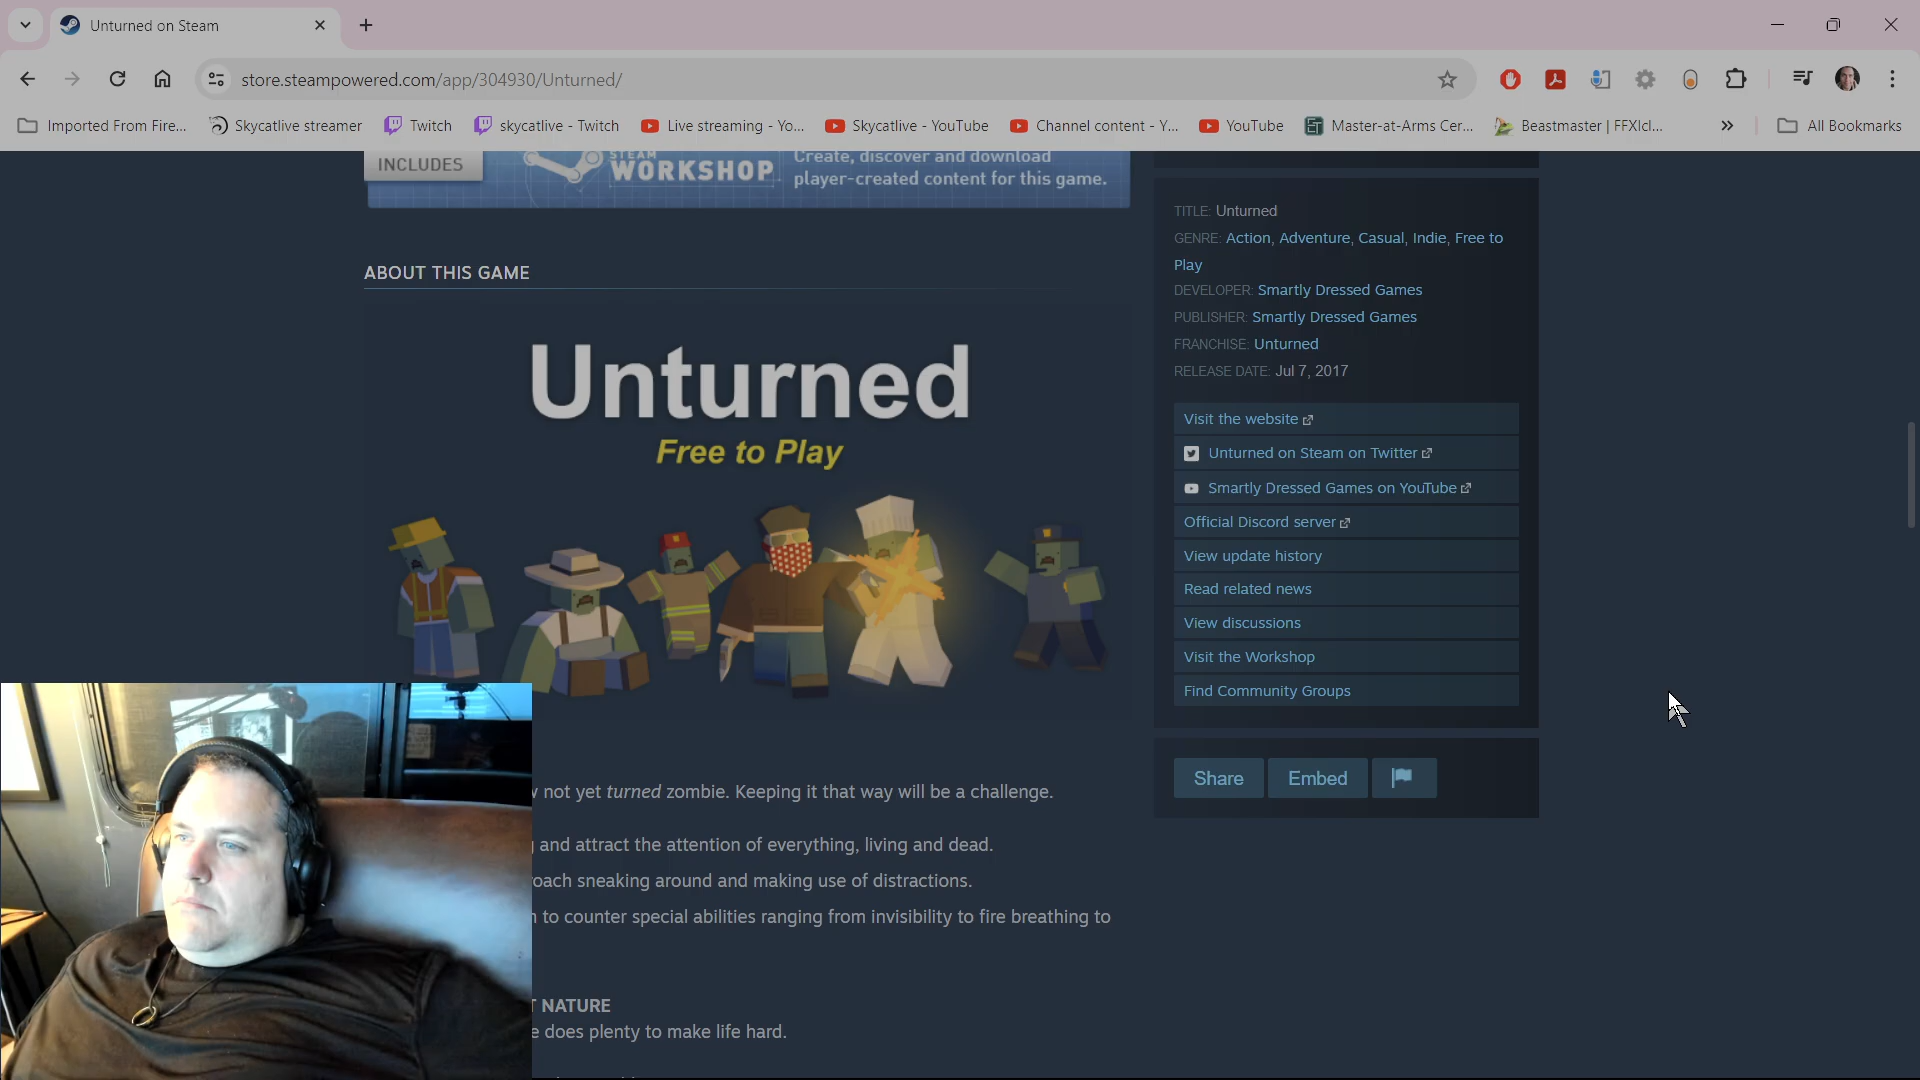 Unturned on Steam
store.steampowered.com/app/304930/Unturned/
Imported From Fire...
Skycatlive streamer
Twitch
skycatlive - Twitch
Live streaming - Yo...
Skycatlive - YouTube
Channel content - Y...
YouTube
Master-at-Arms Cer...
Beastmaster | FFXIcl...
All Bookmarks
INCLUDES
STEAM
WORKSHOP
Create, discover and download
player-created content for this game.
ABOUT THIS GAME
Unturned
Free to Play
not yet turned zombie. Keeping it that way will be a challenge.
and attract the attention of everything, living and dead.
oach sneaking around and making use of distractions.
to counter special abilities ranging from invisibility to fire breathing to
NATURE
does plenty to make life hard.
TITLE: Unturned
GENRE: Action, Adventure, Casual, Indie, Free to
Play
DEVELOPER: Smartly Dressed Games
PUBLISHER: Smartly Dressed Games
FRANCHISE: Unturned
RELEASE DATE: Jul 7, 2017
Visit the website
Unturned on Steam on Twitter
Smartly Dressed Games on YouTube
Official Discord server
View update history
Read related news
View discussions
Visit the Workshop
Find Community Groups
Share
Embed